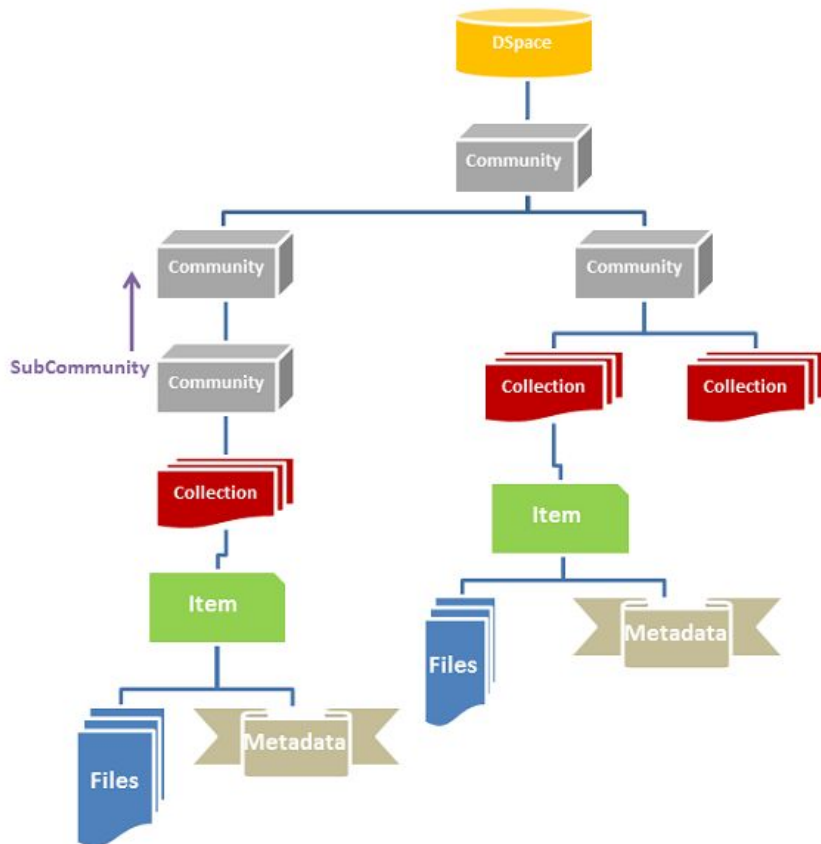 DSpace
Community
Community
Community
SubCommunity
Community
Collection
Collection
Collection
Item
Item
Files
Metadata
Files
Metadata